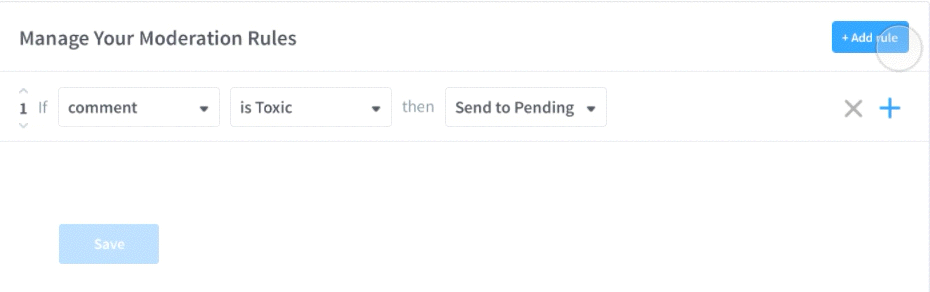 Manage Your Moderation Rules
+ Add rule
1 If comment is Toxic then Send to Pending
Save